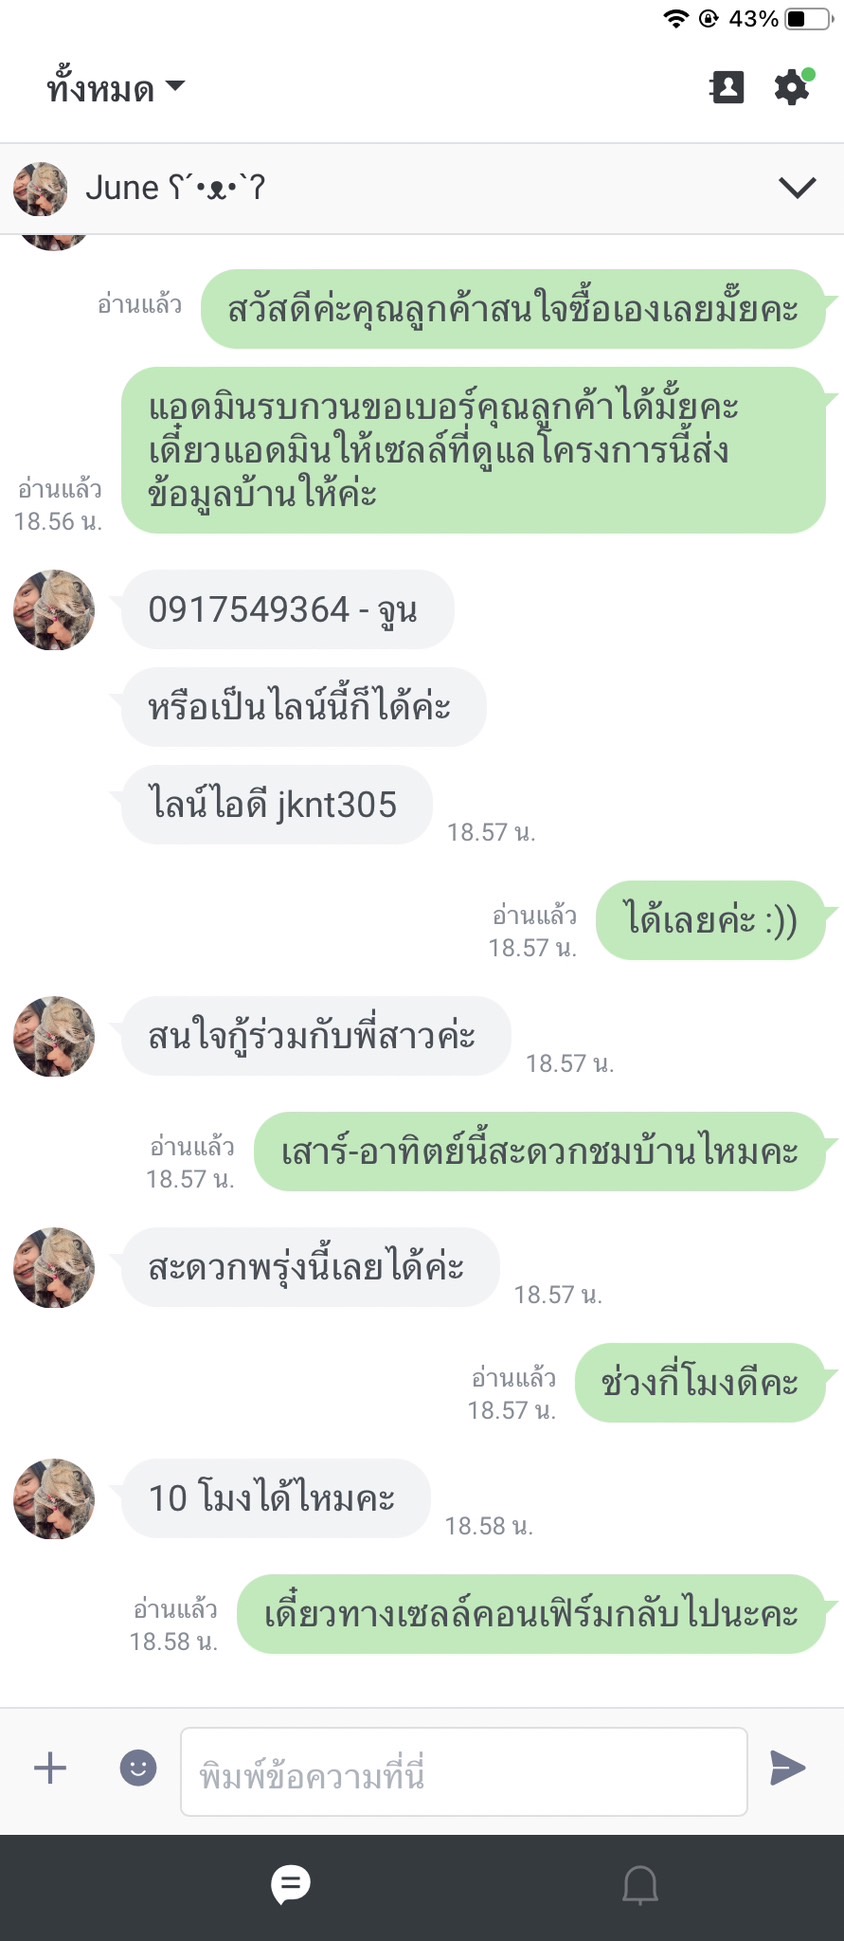 43%
ทั้งหมด
June ʕ´•ᴥ•`ʔ
อ่านแล้ว
สวัสดีค่ะคุณลูกค้าสนใจซื้อเองเลยมั๊ยคะ
แอดมินรบกวนขอเบอร์คุณลูกค้าได้มั้ยคะ
เดี๋ยวแอดมินให้เซลล์ที่ดูแลโครงการนี้ส่ง
ข้อมูลบ้านให้ค่ะ
อ่านแล้ว
18.56 น.
0917549364 - จูน
หรือเป็นไลน์นี้ก็ได้ค่ะ
ไลน์ไอดี jknt305
18.57 น.
ได้เลยค่ะ :))
อ่านแล้ว
18.57 น.
สนใจกู้ร่วมกับพี่สาวค่ะ
18.57 น.
เสาร์-อาทิตย์นี้สะดวกชมบ้านไหมคะ
อ่านแล้ว
18.57 น.
สะดวกพรุ่งนี้เลยได้ค่ะ
18.57 น.
ช่วงกี่โมงดีคะ
อ่านแล้ว
18.57 น.
10 โมงได้ไหมคะ
18.58 น.
เดี๋ยวทางเซลล์คอนเฟิร์มกลับไปนะคะ
อ่านแล้ว
18.58 น.
พิมพ์ข้อความที่นี่